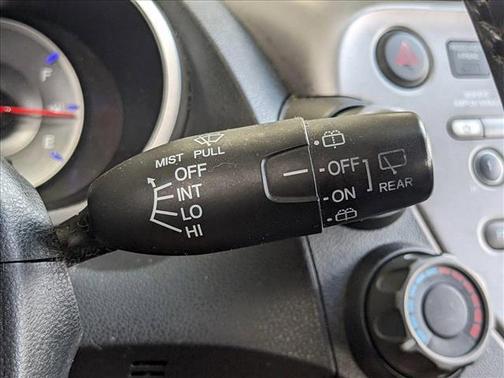 MIST PULL
OFF
INT
LO
HI
OFF
ON
REAR
F